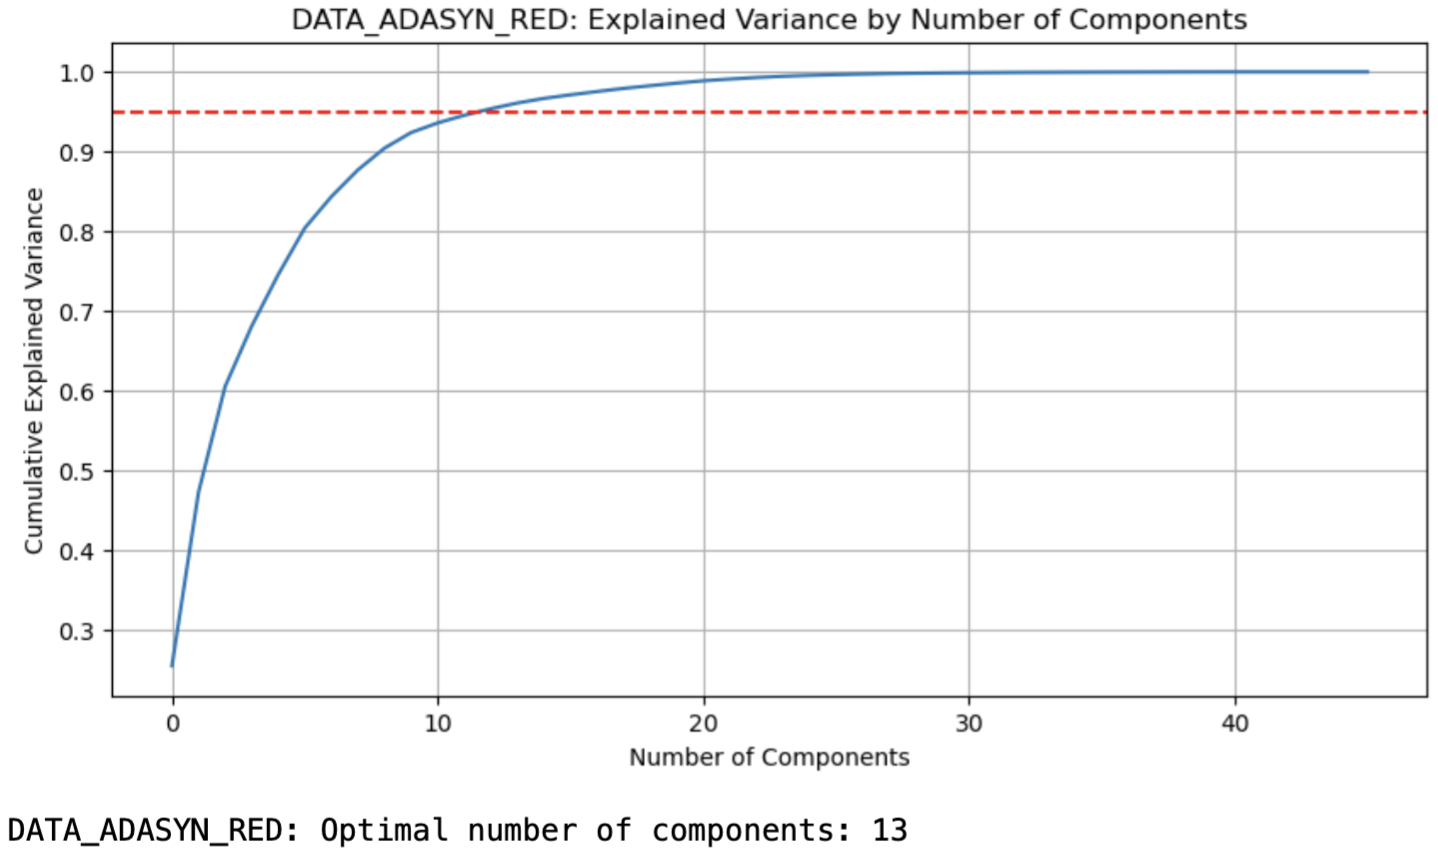 DATA_ADASYN_RED: Explained Variance by Number of Components
1.0
0.9
0.8
0.7
0.6
0.5
0.4
0.3
Cumulative Explained Variance
0 10 20 30 40
Number of Components
DATA_ADASYN_RED: Optimal number of components: 13